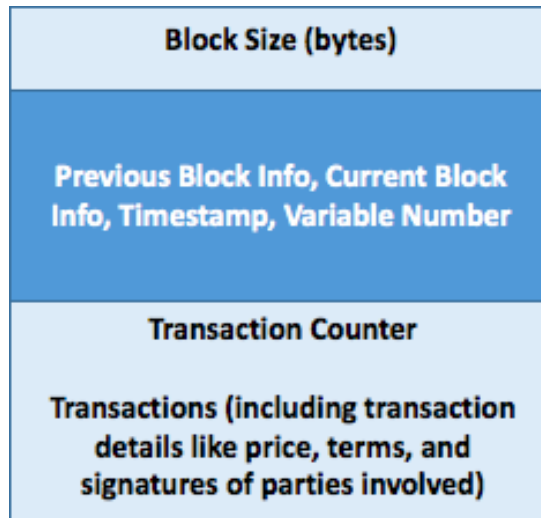 Block Size (bytes)
Previous Block Info, Current Block
Info, Timestamp, Variable Number
Transaction Counter
Transactions (including transaction
details like price, terms, and
signatures of parties involved)